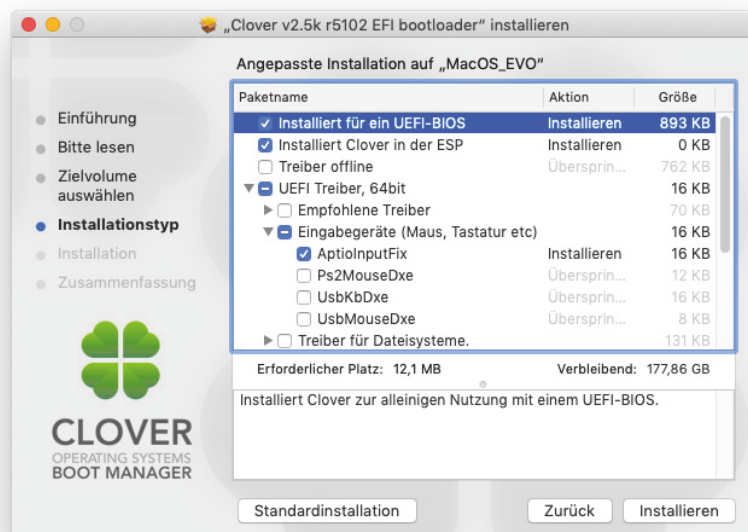 „Clover v2.5k r5102 EFI bootloader“ installieren
Angepasste Installation auf „MacOS_EVO“
Einführung
Bitte lesen
Zielvolume
auswählen
Installationstyp
Installation
Zusammenfassung
CLOVER
OPERATING SYSTEMS
BOOT MANAGER
Paketname Aktion Größe
Installiert für ein UEFI-BIOS Installieren 893 KB
Installiert Clover in der ESP Installieren 0 KB
Treiber offline Übersprin... 762 KB
UEFI Treiber, 64bit 16 KB
Empfohlene Treiber 70 KB
Eingabegeräte (Maus, Tastatur etc) 16 KB
AptioInputFix Installieren 16 KB
Ps2MouseDxe Übersprin... 12 KB
UsbKbDxe Übersprin... 16 KB
UsbMouseDxe Übersprin... 8 KB
Treiber für Dateisysteme. 131 KB
Erforderlicher Platz: 12,1 MB Verbleibend: 177,86 GB
Installiert Clover zur alleinigen Nutzung mit einem UEFI-BIOS.
Standardinstallation Zurück Installieren